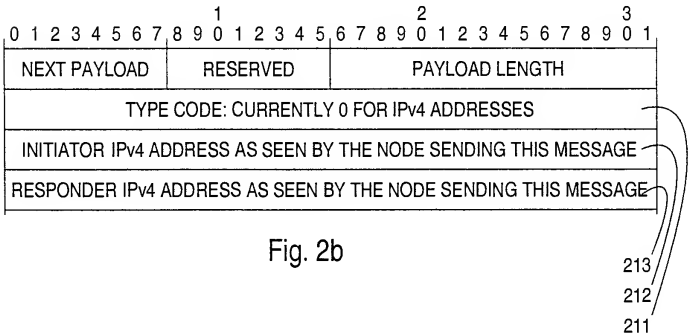 1 2 3
0 1 2 3 4 5 6 7 8 9 0 1 2 3 4 5 6 7 8 9 0 1 2 3 4 5 6 7 8 9 0 1
NEXT PAYLOAD RESERVED PAYLOAD LENGTH
TYPE CODE: CURRENTLY 0 FOR IPv4 ADDRESSES
INITIATOR IPv4 ADDRESS AS SEEN BY THE NODE SENDING THIS MESSAGE
RESPONDER IPv4 ADDRESS AS SEEN BY THE NODE SENDING THIS MESSAGE
Fig. 2b
213
212
211